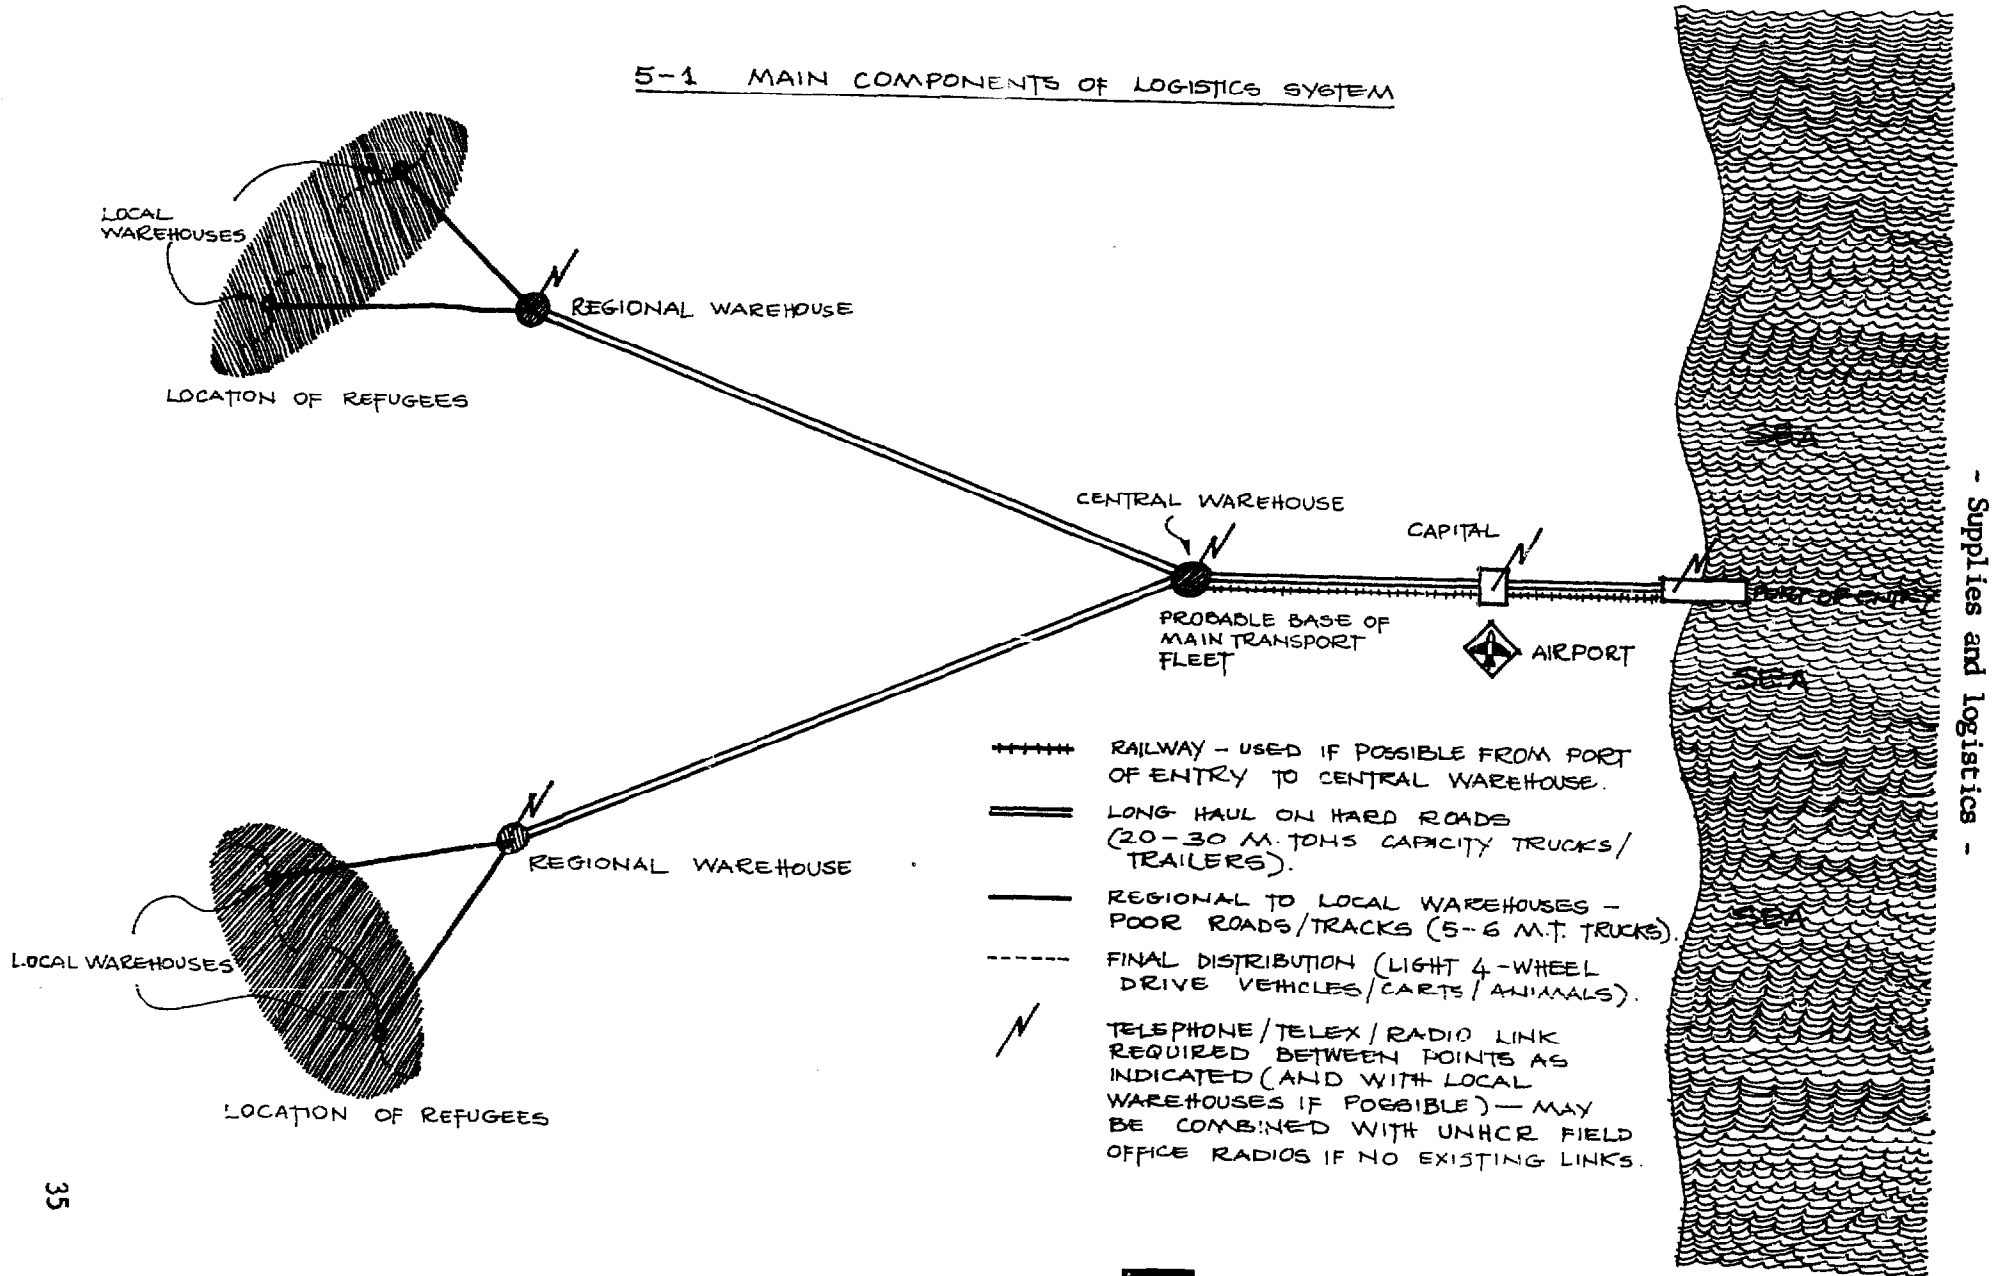 5-1 MAIN COMPONENTS OF LOGISTICS SYSTEM
LOCAL
WAREHOUSES
REGIONAL WAREHOUSE
LOCATION OF REFUGEES
SEA
CENTRAL WAREHOUSE
CAPITAL
PORT OF ENTRY
PROBABLE BASE OF
MAIN TRANSPORT
FLEET
AIRPORT
SEA
RAILWAY - USED IF POSSIBLE FROM PORT
OF ENTRY TO CENTRAL WAREHOUSE.
LONG HAUL ON HARD ROADS
(20-30 M. TONS CAPACITY TRUCKS/
TRAILERS).
REGIONAL WAREHOUSE
REGIONAL TO LOCAL WAREHOUSES -
POOR ROADS/TRACKS (5-6 M.T. TRUCKS).
SEA
LOCAL WAREHOUSES
FINAL DISTRIBUTION (LIGHT 4-WHEEL
DRIVE VEHICLES/CARTS/ANIMALS).
TELEPHONE/TELEX/RADIO LINK
REQUIRED BETWEEN POINTS AS
INDICATED (AND WITH LOCAL
WAREHOUSES IF POSSIBLE) - MAY
BE COMBINED WITH UNHCR FIELD
OFFICE RADIOS IF NO EXISTING LINKS.
LOCATION OF REFUGEES
- Supplies and logistics -
35